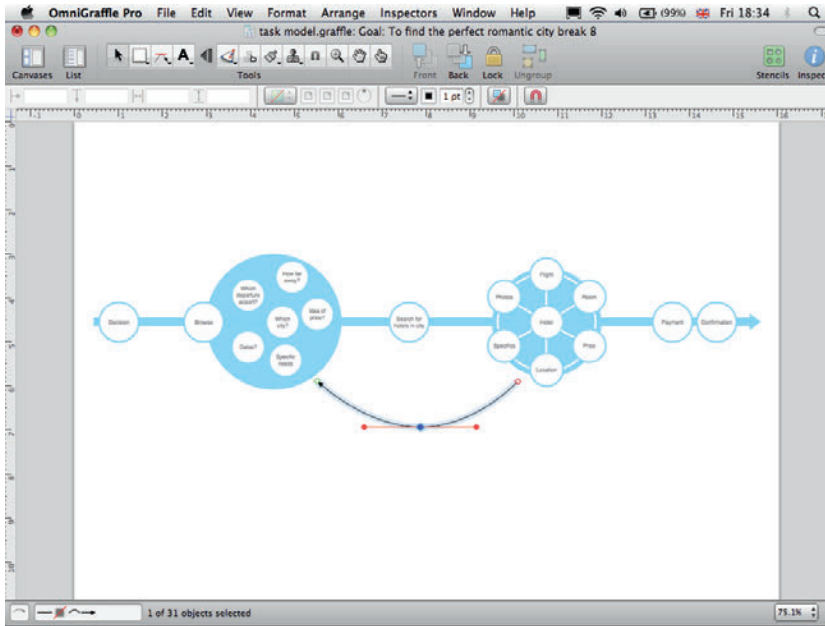 OmniGraffle Pro File Edit View Format Arrange Inspectors Window Help (99%) Fri 18:34
task model.graffle: Goal: To find the perfect romantic city break 8
Canvases List Tools Front Back Lock Ungroup Stencils Inspec
1 pt
How far
away?
Which
departure
airport?
Idea of
price?
Which
city?
Dates?
Specific
needs
Decision
Browse
Search for
hotels in city
Flight
Photos
Room
Hotel
Specifics
Price
Location
Payment
Confirmation
1 of 31 objects selected
75.1%